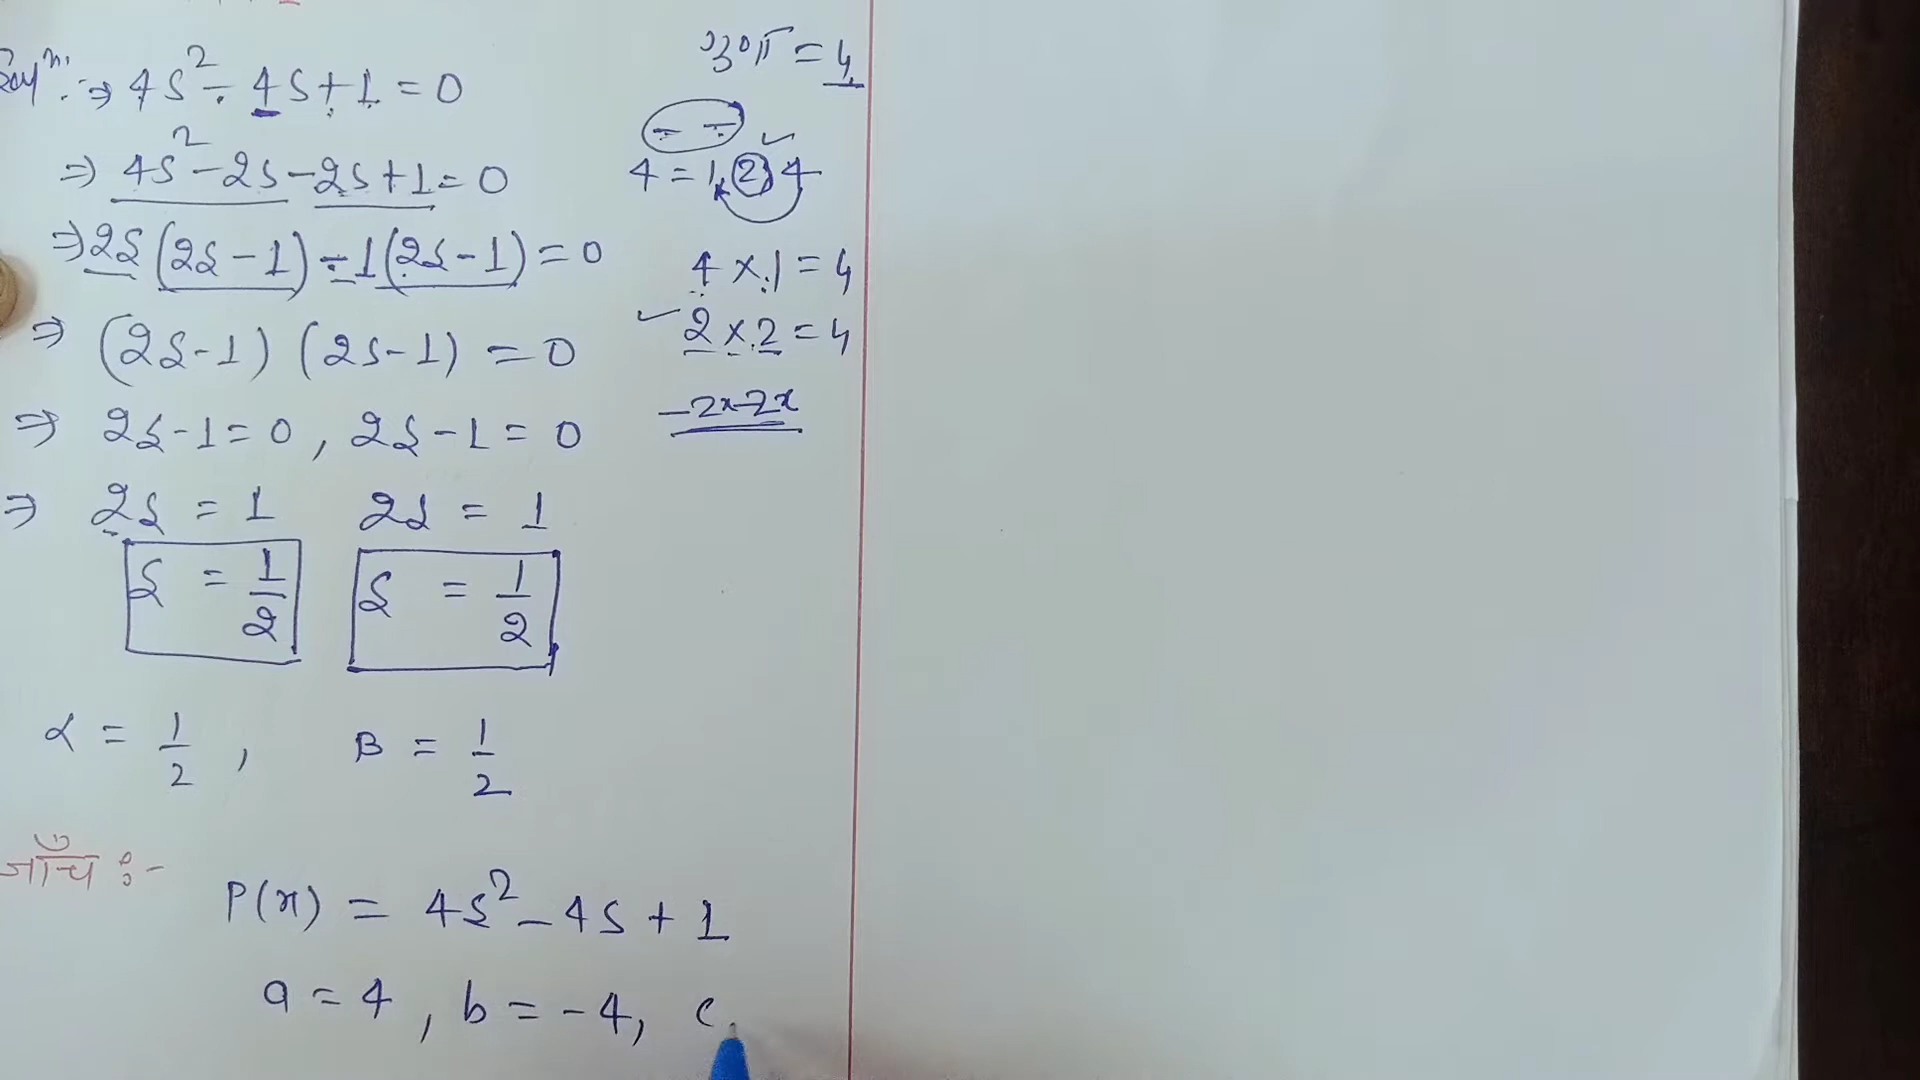 Solⁿ. ⇒ 4s² - 4s + 1 = 0
⇒ 4s² - 2s - 2s + 1 = 0
⇒ 2s (2s - 1) - 1 (2s - 1) = 0
⇒ (2s - 1) (2s - 1) = 0
⇒ 2s - 1 = 0 , 2s - 1 = 0
⇒ 2s = 1 2s = 1
s = 1/2 s = 1/2
α = 1/2 , β = 1/2
जाँच :-
P(x) = 4s² - 4s + 1
a = 4 , b = -4, c
= 4
- -
4 = 1, 2, 4
4 × 1 = 4
✓ 2 × 2 = 4
-2x-2x